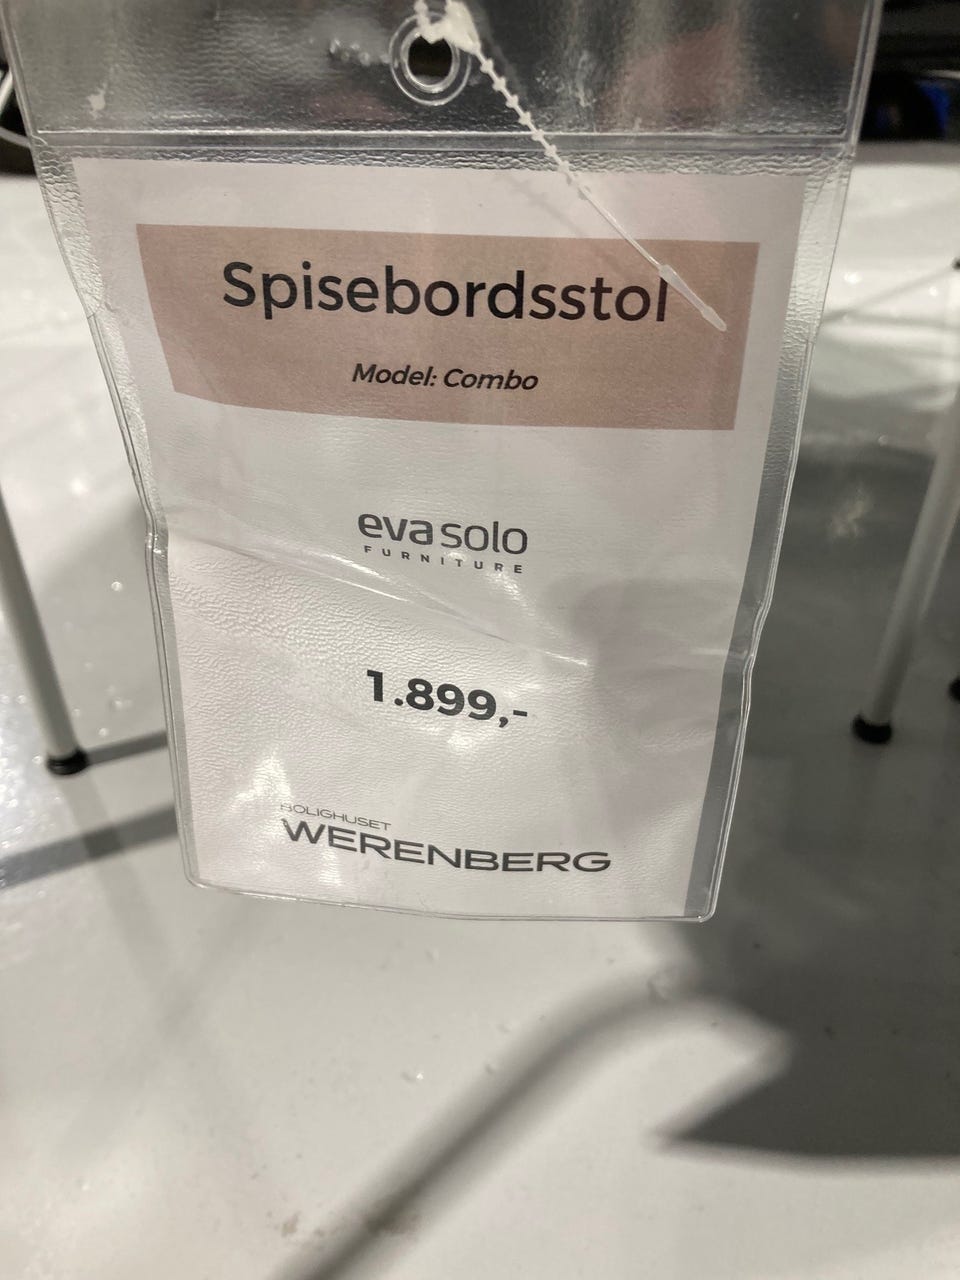 Spisebordsstol
Model: Combo
eva solo
FURNITURE
1.899,-
BOLIGHUSET
WERENBERG